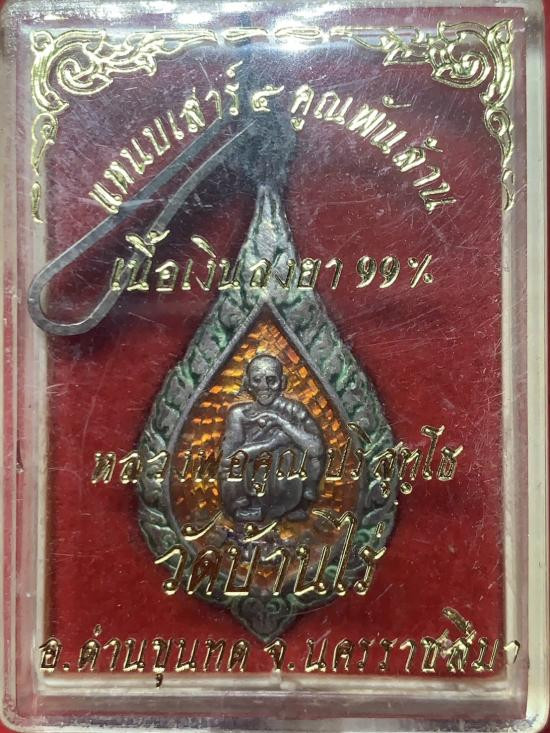 แหนบเสาร์ ๕ คูณพันล้าน
เนื้อเงินลงยา 99%
หลวงพ่อคูณ ปริสุทฺโธ
วัดบ้านไร่
อ.ด่านขุนทด จ.นครราชสีมา